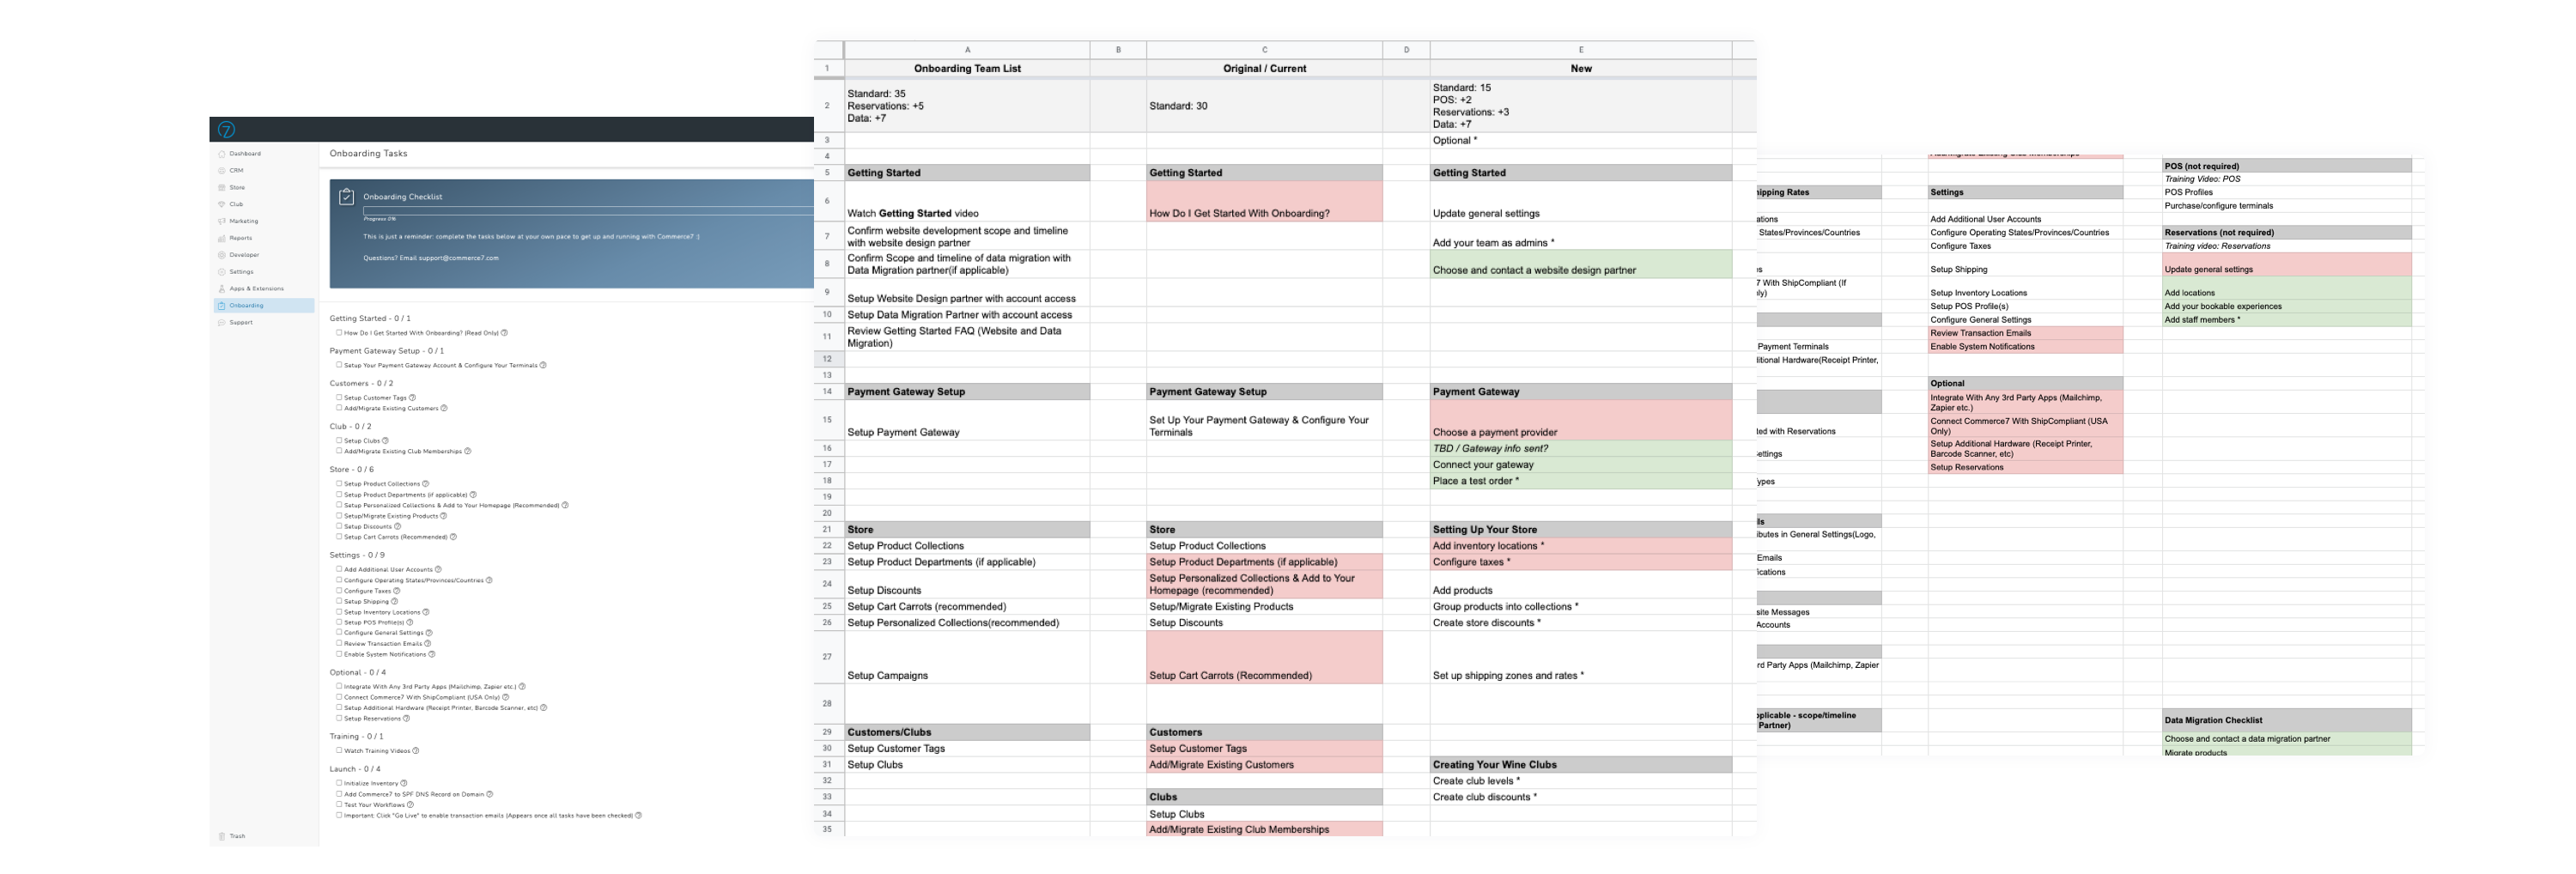 Dashboard
CRM
Store
Club
Marketing
Reports
Developer
Settings
Apps & Extensions
Onboarding
Support
Trash
Onboarding Tasks
Onboarding Checklist
Progress 0%
This is just a reminder: complete the tasks below at your own pace to get up and running with Commerce7 :)
Questions? Email support@commerce7.com
Getting Started - 0 / 1
How Do I Get Started With Onboarding? (Read Only)
Payment Gateway Setup - 0 / 1
Setup Your Payment Gateway Account & Configure Your Terminals
Customers - 0 / 2
Setup Customer Tags
Add/Migrate Existing Customers
Club - 0 / 2
Setup Clubs
Add/Migrate Existing Club Memberships
Store - 0 / 6
Setup Product Collections
Setup Product Departments (if applicable)
Setup Personalized Collections & Add to Your Homepage (Recommended)
Setup/Migrate Existing Products
Setup Discounts
Setup Cart Carrots (Recommended)
Settings - 0 / 9
Add Additional User Accounts
Configure Operating States/Provinces/Countries
Configure Taxes
Setup Shipping
Setup Inventory Locations
Setup POS Profile(s)
Configure General Settings
Review Transaction Emails
Enable System Notifications
Optional - 0 / 4
Integrate With Any 3rd Party Apps (Mailchimp, Zapier etc.)
Connect Commerce7 With ShipCompliant (USA Only)
Setup Additional Hardware (Receipt Printer, Barcode Scanner, etc)
Setup Reservations
Training - 0 / 1
Watch Training Videos
Launch - 0 / 4
Initialize Inventory
Add Commerce7 to SPF DNS Record on Domain
Test Your Workflows
Important: Click "Go Live" to enable transaction emails (Appears once all tasks have been checked)
A B C D E
1 Onboarding Team List Original / Current New
2 Standard: 35
Reservations: +5
Data: +7
Standard: 30
Standard: 15
POS: +2
Reservations: +3
Data: +7
3 Optional *
4
5 Getting Started Getting Started Getting Started
6 Watch Getting Started video How Do I Get Started With Onboarding? Update general settings
7 Confirm website development scope and timeline
with website design partner
Add your team as admins *
8 Confirm Scope and timeline of data migration with
Data Migration partner(if applicable)
Choose and contact a website design partner
9 Setup Website Design partner with account access
10 Setup Data Migration Partner with account access
11 Review Getting Started FAQ (Website and Data
Migration)
12
13
14 Payment Gateway Setup Payment Gateway Setup Payment Gateway
15 Setup Payment Gateway
Set Up Your Payment Gateway & Configure Your
Terminals
Choose a payment provider
16 TBD / Gateway info sent?
17 Connect your gateway
18 Place a test order *
19
20
21 Store Store Setting Up Your Store
22 Setup Product Collections Setup Product Collections Add inventory locations *
23 Setup Product Departments (if applicable) Setup Product Departments (if applicable) Configure taxes *
24 Setup Discounts
Setup Personalized Collections & Add to Your
Homepage (recommended)
Add products
25 Setup Cart Carrots (recommended) Setup/Migrate Existing Products Group products into collections *
26 Setup Personalized Collections(recommended) Setup Discounts Create store discounts *
27 Setup Campaigns Setup Cart Carrots (Recommended) Set up shipping zones and rates *
28
29 Customers/Clubs Customers
30 Setup Customer Tags Setup Customer Tags
31 Setup Clubs Add/Migrate Existing Customers Creating Your Wine Clubs
32 Create club levels *
33 Clubs Create club discounts *
34 Setup Clubs
35 Add/Migrate Existing Club Memberships
hipping Rates
ations
States/Provinces/Countries
s
7 With ShipCompliant (If
nly)
Payment Terminals
ditional Hardware(Receipt Printer,
ted with Reservations
ettings
ypes
ls
ibutes in General Settings(Logo,
Emails
ications
site Messages
Accounts
rd Party Apps (Mailchimp, Zapier
pplicable - scope/timeline
Partner)
Add/Migrate Existing Club Memberships
Settings
Add Additional User Accounts
Configure Operating States/Provinces/Countries
Configure Taxes
Setup Shipping
Setup Inventory Locations
Setup POS Profile(s)
Configure General Settings
Review Transaction Emails
Enable System Notifications
Optional
Integrate With Any 3rd Party Apps (Mailchimp,
Zapier etc.)
Connect Commerce7 With ShipCompliant (USA
Only)
Setup Additional Hardware (Receipt Printer,
Barcode Scanner, etc)
Setup Reservations
POS (not required)
Training Video: POS
POS Profiles
Purchase/configure terminals
Reservations (not required)
Training video: Reservations
Update general settings
Add locations
Add your bookable experiences
Add staff members *
Data Migration Checklist
Choose and contact a data migration partner
Migrate products